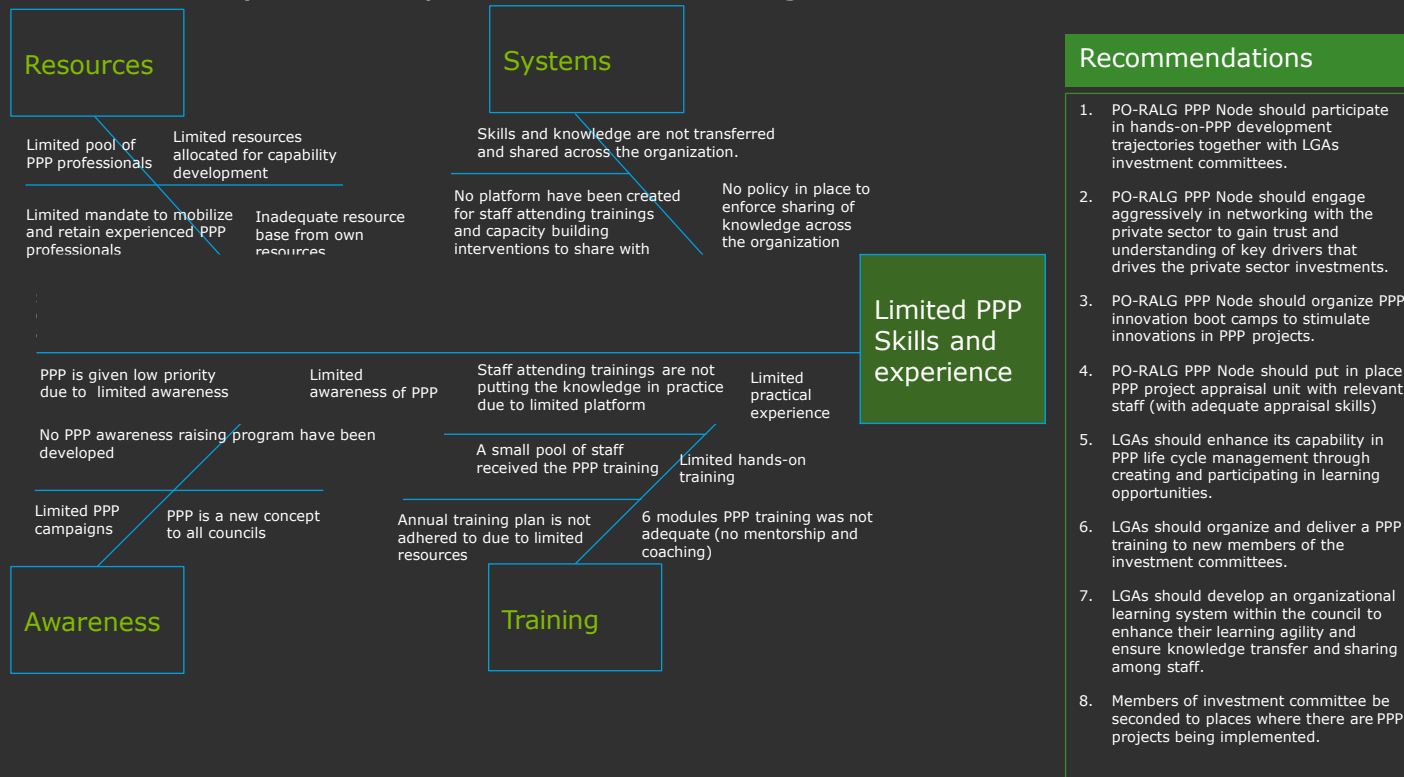 Resources
Systems
Limited pool of
PPP professionals
Limited resources
allocated for capability
development
Limited mandate to mobilize
and retain experienced PPP
professionals
Inadequate resource
base from own
resources
Skills and knowledge are not transferred
and shared across the organization.
No platform have been created
for staff attending trainings
and capacity building
interventions to share with
No policy in place to
enforce sharing of
knowledge across
the organization
Limited PPP
Skills and
experience
PPP is given low priority
due to limited awareness
Limited
awareness of PPP
No PPP awareness raising program have been
developed
Limited PPP
campaigns
PPP is a new concept
to all councils
Awareness
Staff attending trainings are not
putting the knowledge in practice
due to limited platform
Limited
practical
experience
A small pool of staff
received the PPP training
Limited hands-on
training
Annual training plan is not
adhered to due to limited
resources
6 modules PPP training was not
adequate (no mentorship and
coaching)
Training
Recommendations
1. PO-RALG PPP Node should participate
in hands-on-PPP development
trajectories together with LGAs
investment committees.
2. PO-RALG PPP Node should engage
aggressively in networking with the
private sector to gain trust and
understanding of key drivers that
drives the private sector investments.
3. PO-RALG PPP Node should organize PPP
innovation boot camps to stimulate
innovations in PPP projects.
4. PO-RALG PPP Node should put in place
PPP project appraisal unit with relevant
staff (with adequate appraisal skills)
5. LGAs should enhance its capability in
PPP life cycle management through
creating and participating in learning
opportunities.
6. LGAs should organize and deliver a PPP
training to new members of the
investment committees.
7. LGAs should develop an organizational
learning system within the council to
enhance their learning agility and
ensure knowledge transfer and sharing
among staff.
8. Members of investment committee be
seconded to places where there are PPP
projects being implemented.